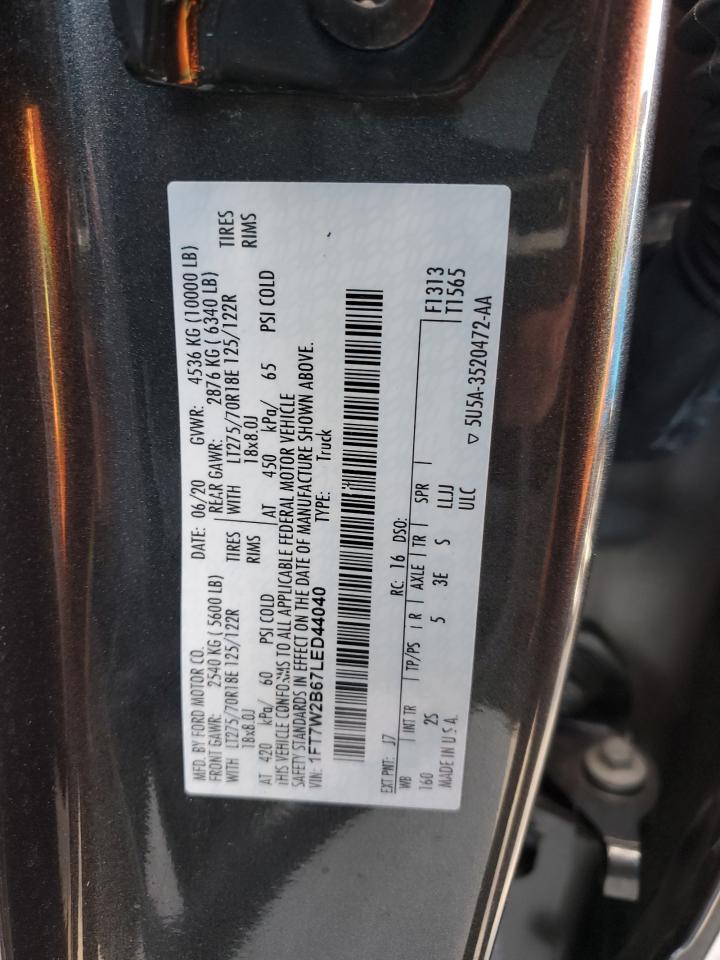 MFD. BY FORD MOTOR CO. DATE: 06/20 GVWR: 4536 KG (10000 LB)
FRONT GAWR: 2540 KG ( 5600 LB) REAR GAWR: 2876 KG ( 6340 LB)
WITH LT275/70R18E 125/122R TIRES WITH LT275/70R18E 125/122R TIRES
18x8.0J RIMS 18x8.0J RIMS
AT 420 kPa/ 60 PSI COLD AT 450 kPa/ 65 PSI COLD
THIS VEHICLE CONFORMS TO ALL APPLICABLE FEDERAL MOTOR VEHICLE
SAFETY STANDARDS IN EFFECT ON THE DATE OF MANUFACTURE SHOWN ABOVE.
VIN: 1FT7W2B67LED44040 TYPE: Truck
EXT PNT: J7 RC: 16 DSO: F1313
WB INT TR TP/PS R AXLE TR SPR T1565
160 2S 5 3E S LLJJ
MADE IN U.S.A. ULC ▽ 5U5A-3520472-AA